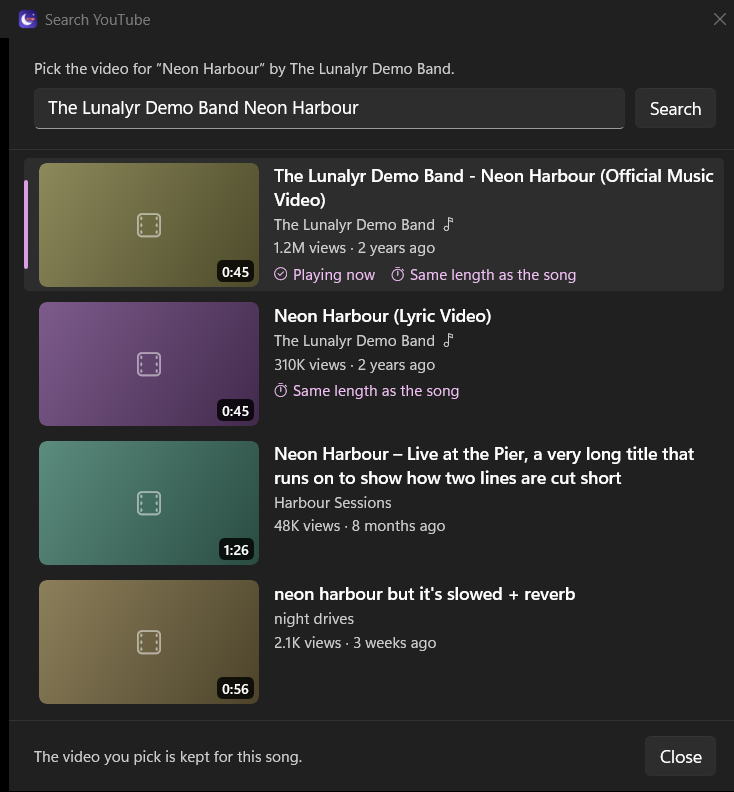 Search YouTube
Pick the video for “Neon Harbour” by The Lunalyr Demo Band.
The Lunalyr Demo Band Neon Harbour
Search
The Lunalyr Demo Band - Neon Harbour (Official Music
Video)
The Lunalyr Demo Band
1.2M views · 2 years ago
Playing now
Same length as the song
0:45
Neon Harbour (Lyric Video)
The Lunalyr Demo Band
310K views · 2 years ago
Same length as the song
0:45
Neon Harbour – Live at the Pier, a very long title that
runs on to show how two lines are cut short
Harbour Sessions
48K views · 8 months ago
1:26
neon harbour but it's slowed + reverb
night drives
2.1K views · 3 weeks ago
0:56
The video you pick is kept for this song.
Close